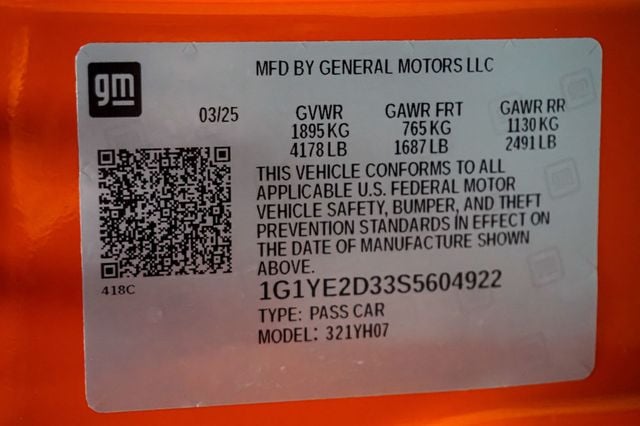 gm
MFD BY GENERAL MOTORS LLC
03/25 GVWR GAWR FRT GAWR RR
1895 KG 765 KG 1130 KG
4178 LB 1687 LB 2491 LB
THIS VEHICLE CONFORMS TO ALL
APPLICABLE U.S. FEDERAL MOTOR
VEHICLE SAFETY, BUMPER, AND THEFT
PREVENTION STANDARDS IN EFFECT ON
THE DATE OF MANUFACTURE SHOWN
ABOVE.
418C
1G1YE2D33S5604922
TYPE: PASS CAR
MODEL: 321YH07